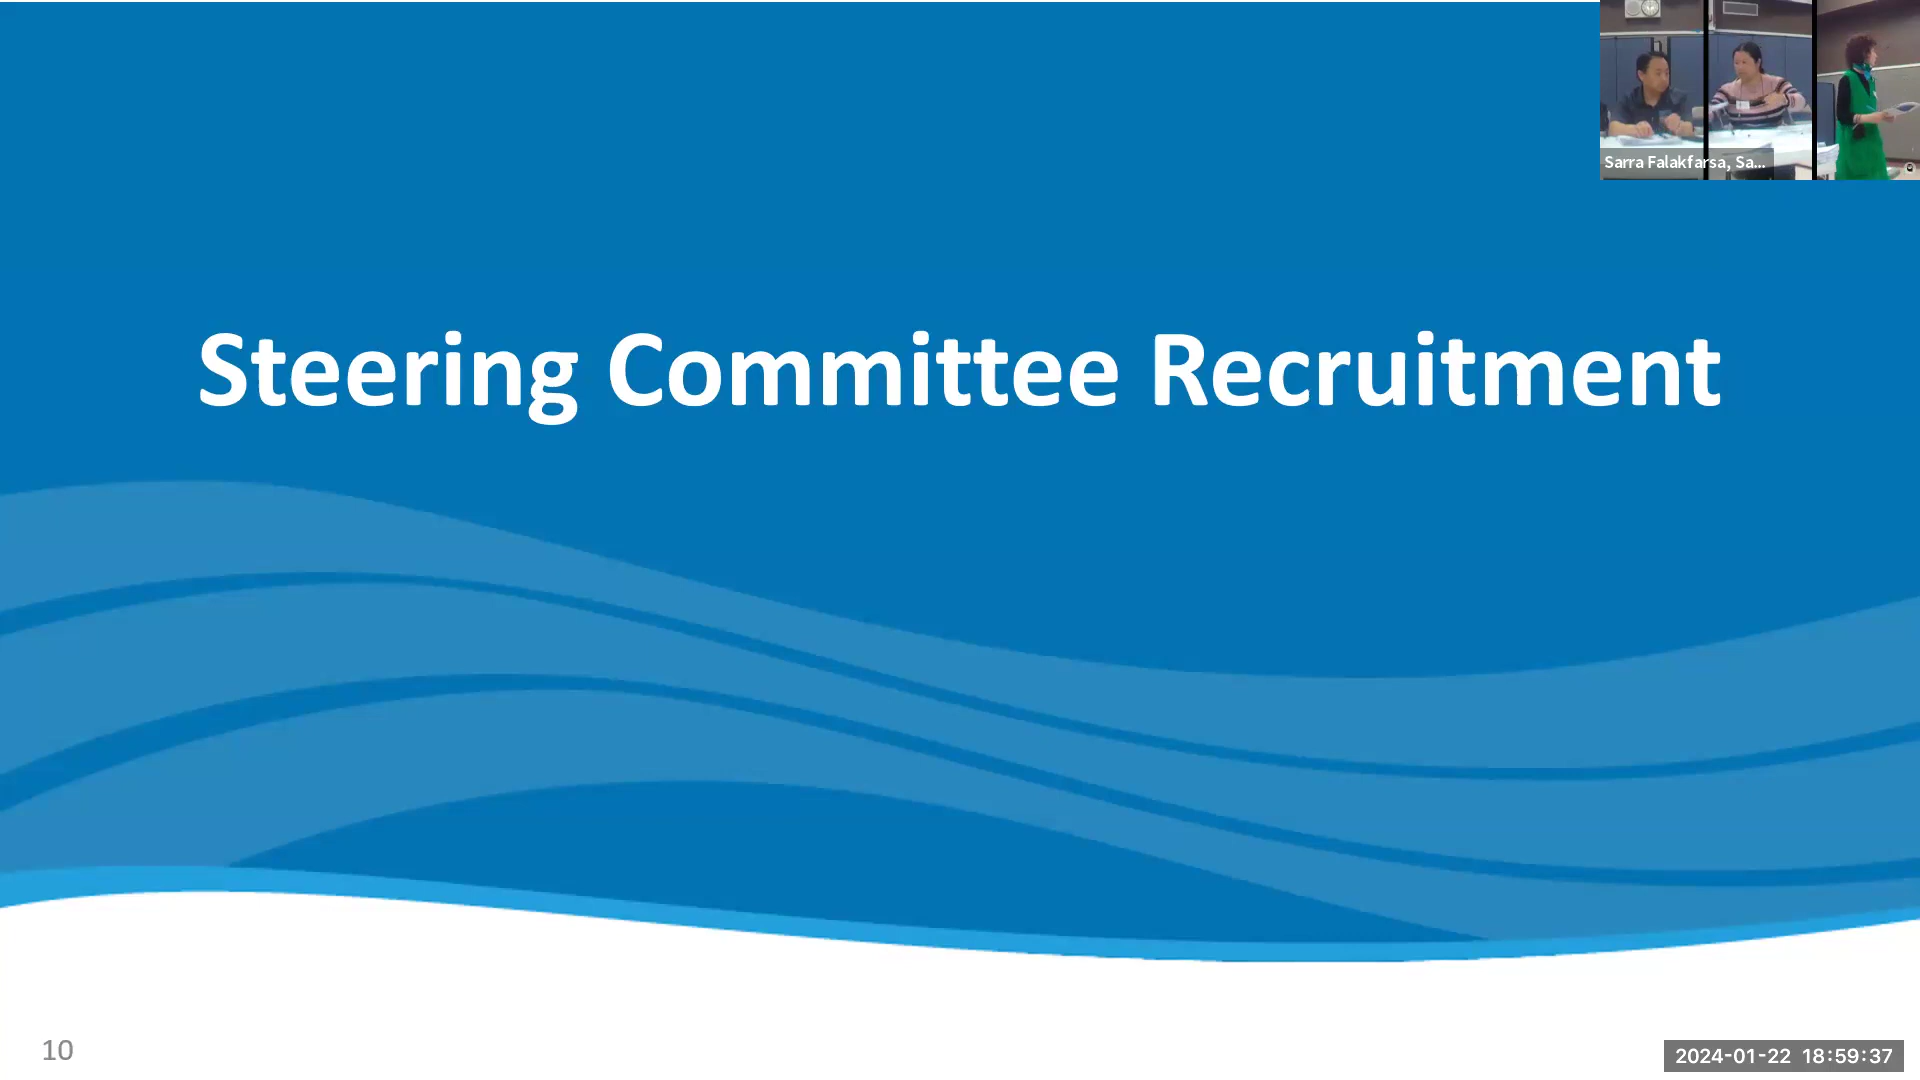 Sarra Falakfarsa, Sa...
Steering Committee Recruitment
10
2024-01-22 18:59:37